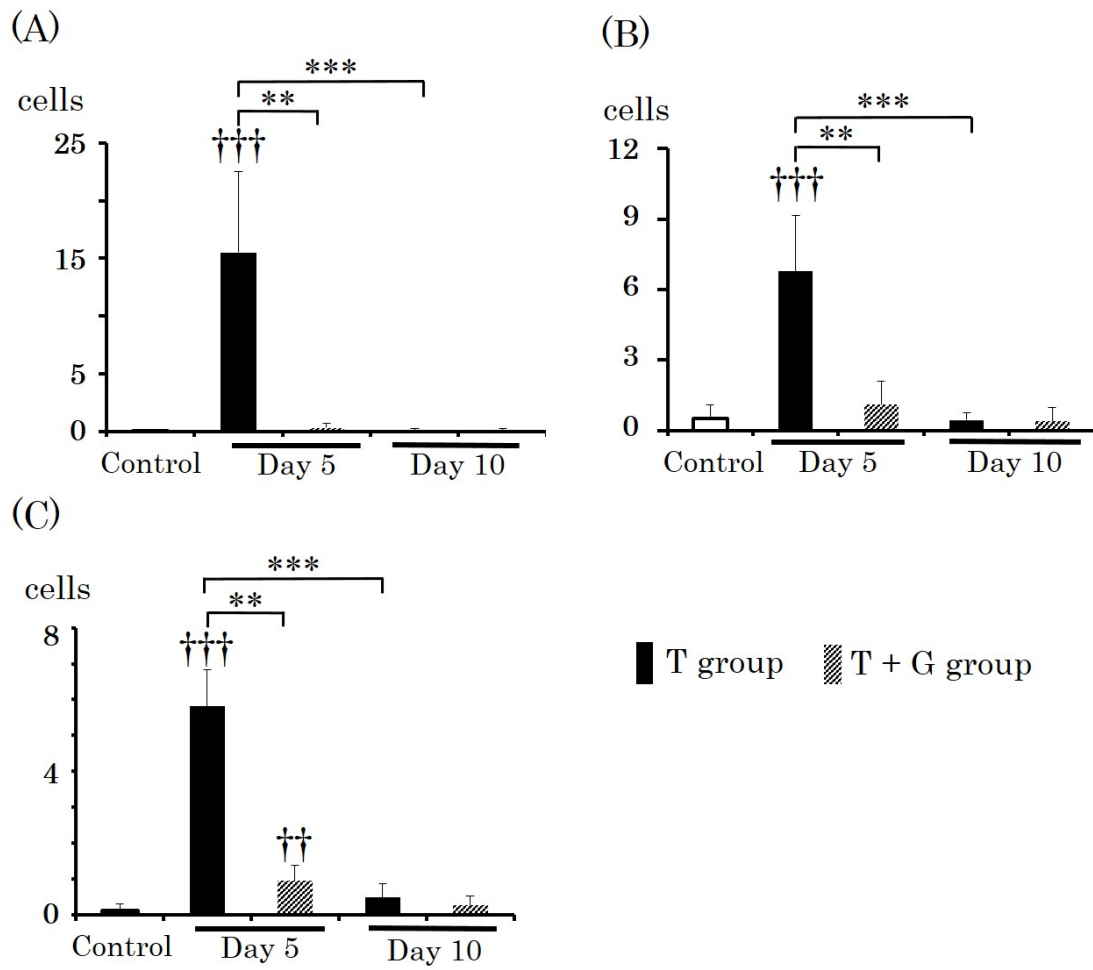 (A)
cells
***
**
†††
25
15
5
0
Control
Day 5
Day 10
(B)
cells
***
**
†††
12
9
6
3
0
Control
Day 5
Day 10
(C)
cells
***
**
†††
††
8
4
0
Control
Day 5
Day 10
T group
T + G group